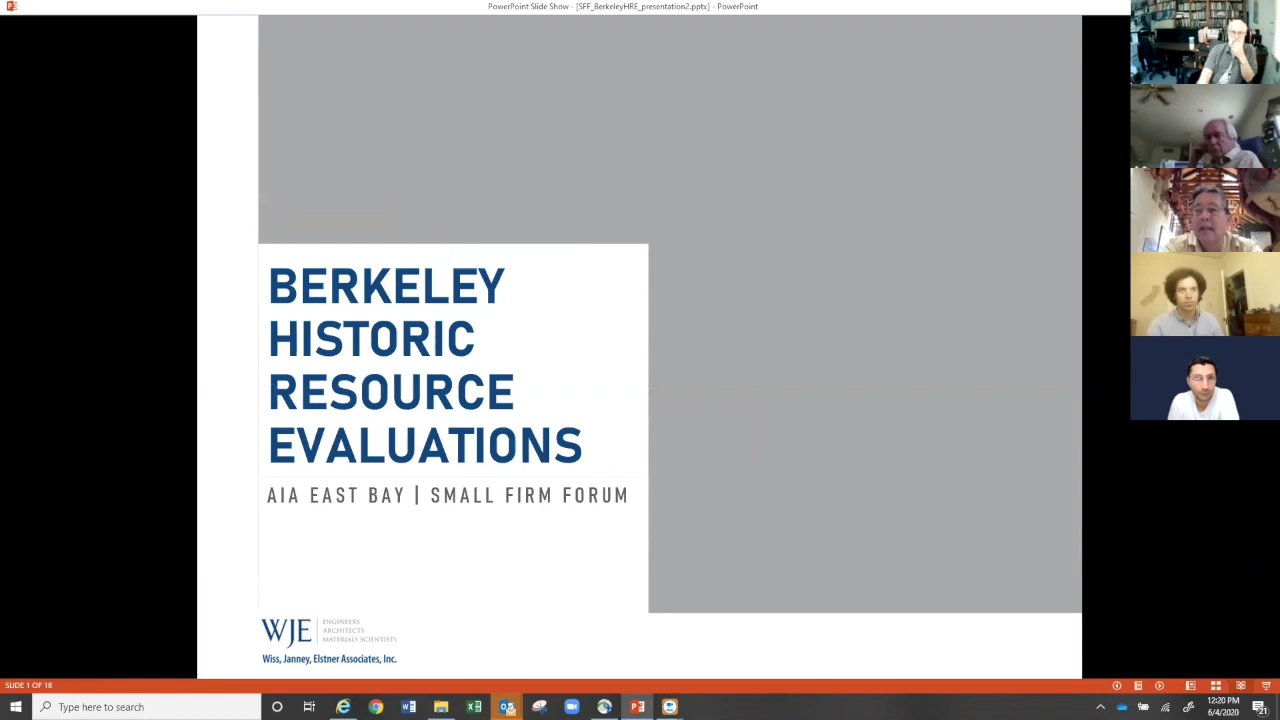 PowerPoint Slide Show - [SFF_BerkeleyHRE_presentation2.pptx] - PowerPoint
BERKELEY
HISTORIC
RESOURCE
EVALUATIONS
AIA EAST BAY | SMALL FIRM FORUM
WJE
ENGINEERS
ARCHITECTS
MATERIALS SCIENTISTS
Wiss, Janney, Elstner Associates, Inc.
SLIDE 1 OF 18
Type here to search
12:20 PM
6/4/2020
21